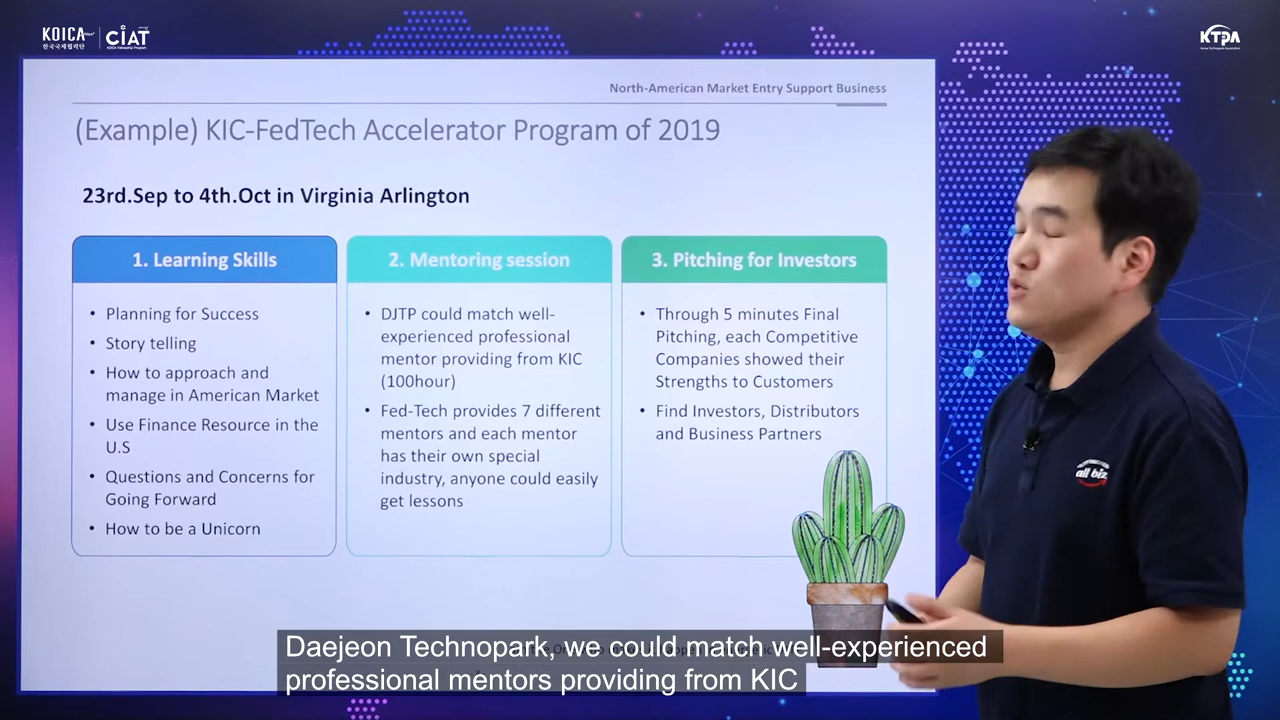 KOICA
한국국제협력단
CIAT
KOICA Fellowship Program
KTPA
Korea Technopark Association
North-American Market Entry Support Business
(Example) KIC-FedTech Accelerator Program of 2019
23rd.Sep to 4th.Oct in Virginia Arlington
1. Learning Skills
• Planning for Success
• Story telling
• How to approach and
manage in American Market
• Use Finance Resource in the
U.S
• Questions and Concerns for
Going Forward
• How to be a Unicorn
2. Mentoring session
• DJTP could match well-
experienced professional
mentor providing from KIC
(100hour)
• Fed-Tech provides 7 different
mentors and each mentor
has their own special
industry, anyone could easily
get lessons
3. Pitching for Investors
• Through 5 minutes Final
Pitching, each Competitive
Companies showed their
Strengths to Customers
• Find Investors, Distributors
and Business Partners
all biz
Daejeon Technopark, we could match well-experienced
professional mentors providing from KIC